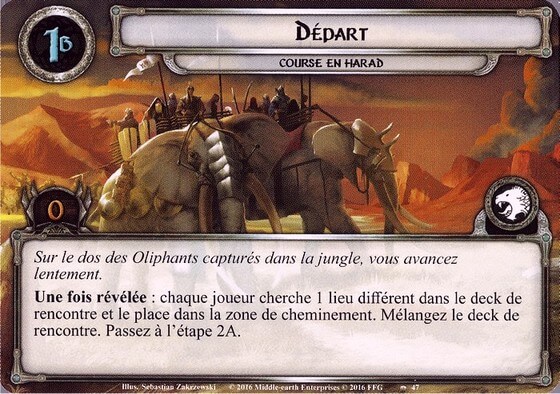 1B
DÉPART
COURSE EN HARAD
0
Sur le dos des Oliphants capturés dans la jungle, vous avancez
lentement.
Une fois révélée : chaque joueur cherche 1 lieu différent dans le deck de
rencontre et le place dans la zone de cheminement. Mélangez le deck de
rencontre. Passez à l'étape 2A.
Illus. Sebastian Zakrzewski © 2016 Middle-earth Enterprises © 2016 FFG 47